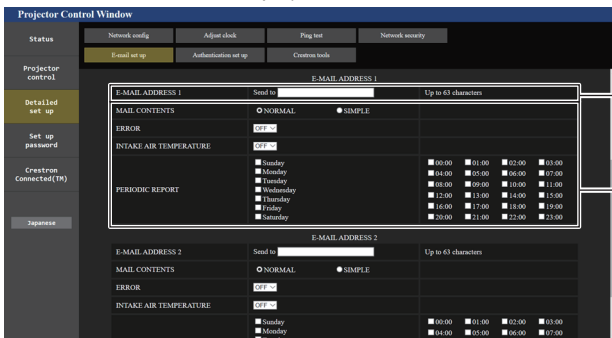 Projector Control Window
Status
Projector control
Detailed set up
Set up password
Crestron Connected(TM)
Japanese
Network config Adjust clock Ping test Network security
E-mail set up Authentication set up Crestron tools
E-MAIL ADDRESS 1
E-MAIL ADDRESS 1 Send to Up to 63 characters
MAIL CONTENTS NORMAL SIMPLE
ERROR OFF
INTAKE AIR TEMPERATURE OFF
PERIODIC REPORT
Sunday
Monday
Tuesday
Wednesday
Thursday
Friday
Saturday
00:00 01:00 02:00 03:00
04:00 05:00 06:00 07:00
08:00 09:00 10:00 11:00
12:00 13:00 14:00 15:00
16:00 17:00 18:00 19:00
20:00 21:00 22:00 23:00
E-MAIL ADDRESS 2
E-MAIL ADDRESS 2 Send to Up to 63 characters
MAIL CONTENTS NORMAL SIMPLE
ERROR OFF
INTAKE AIR TEMPERATURE OFF
Sunday
Monday
00:00 01:00 02:00 03:00
04:00 05:00 06:00 07:00